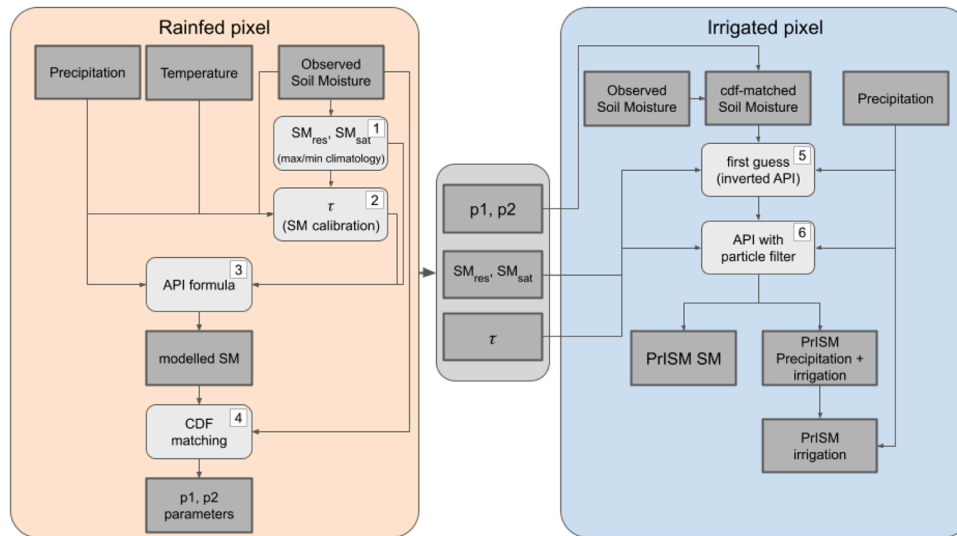 Rainfed pixel
Precipitation
Temperature
Observed
Soil Moisture
1
SMres, SMsat
(max/min climatology)
2
τ
(SM calibration)
3
API formula
modelled SM
4
CDF
matching
p1, p2
parameters
p1, p2
SMres, SMsat
τ
Irrigated pixel
Observed
Soil Moisture
cdf-matched
Soil Moisture
Precipitation
5
first guess
(inverted API)
6
API with
particle filter
PrISM SM
PrISM
Precipitation +
irrigation
PrISM
irrigation